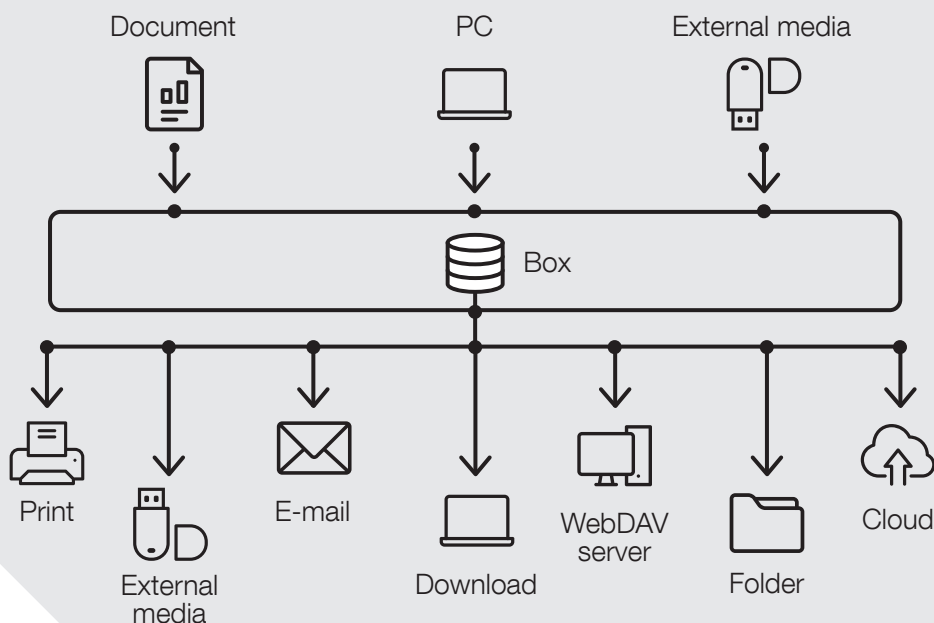 Document
PC
External media
Box
Print
External
media
E-mail
Download
WebDAV
server
Folder
Cloud